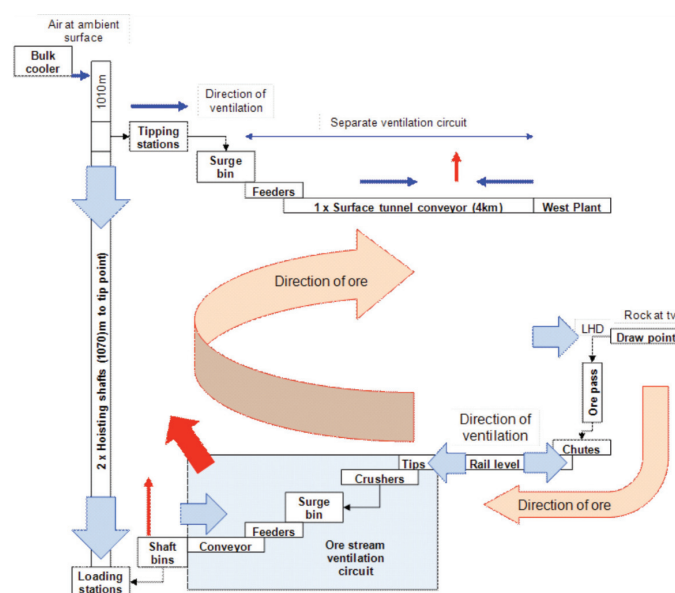 Air at ambient
surface
Bulk
cooler
1010m
Direction of
ventilation
Separate ventilation circuit
Tipping
stations
Surge
bin
Feeders
1 x Surface tunnel conveyor (4km)
West Plant
2 x Hoisting shafts (1070)m to tip point)
Direction of ore
Rock at tv
LHD
Draw point
Ore pass
Direction of
ventilation
Chutes
Tips
Rail level
Crushers
Direction of ore
Surge
bin
Feeders
Shaft
bins
Conveyor
Ore stream
ventilation
circuit
Loading
stations